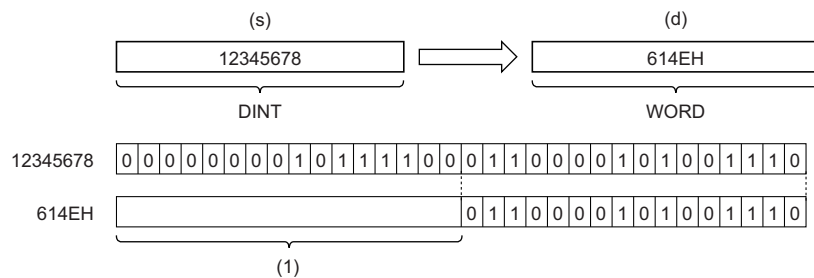 (s) (d)
12345678 614EH
DINT WORD
12345678 0 0 0 0 0 0 0 0 1 0 1 1 1 1 0 0 0 1 1 0 0 0 0 1 0 1 0 0 1 1 1 0
614EH 0 1 1 0 0 0 0 1 0 1 0 0 1 1 1 0
(1)